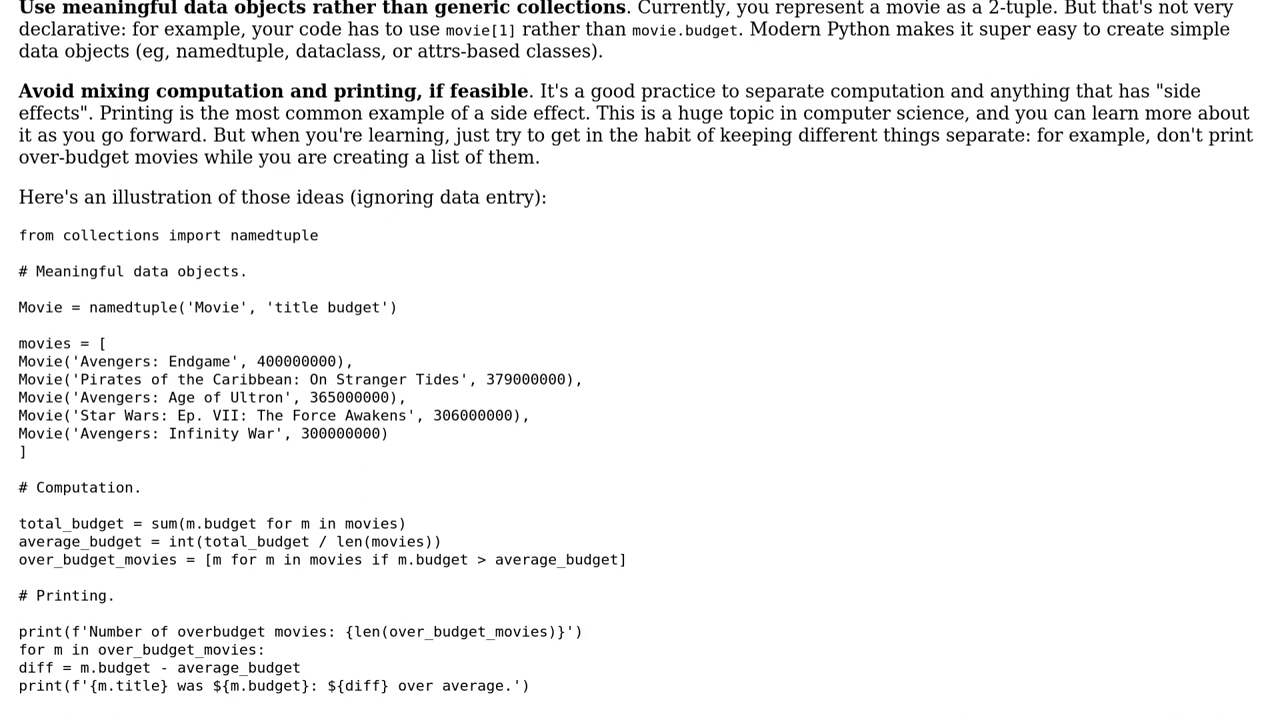 Use meaningful data objects rather than generic collections. Currently, you represent a movie as a 2-tuple. But that's not very
declarative: for example, your code has to use movie[1] rather than movie.budget. Modern Python makes it super easy to create simple
data objects (eg, namedtuple, dataclass, or attrs-based classes).
Avoid mixing computation and printing, if feasible. It's a good practice to separate computation and anything that has "side
effects". Printing is the most common example of a side effect. This is a huge topic in computer science, and you can learn more about
it as you go forward. But when you're learning, just try to get in the habit of keeping different things separate: for example, don't print
over-budget movies while you are creating a list of them.
Here's an illustration of those ideas (ignoring data entry):
from collections import namedtuple
# Meaningful data objects.
Movie = namedtuple('Movie', 'title budget')
movies = [
Movie('Avengers: Endgame', 400000000),
Movie('Pirates of the Caribbean: On Stranger Tides', 379000000),
Movie('Avengers: Age of Ultron', 365000000),
Movie('Star Wars: Ep. VII: The Force Awakens', 306000000),
Movie('Avengers: Infinity War', 300000000)
]
# Computation.
total_budget = sum(m.budget for m in movies)
average_budget = int(total_budget / len(movies))
over_budget_movies = [m for m in movies if m.budget > average_budget]
# Printing.
print(f'Number of overbudget movies: {len(over_budget_movies)}')
for m in over_budget_movies:
diff = m.budget - average_budget
print(f'{m.title} was ${m.budget}: ${diff} over average.')